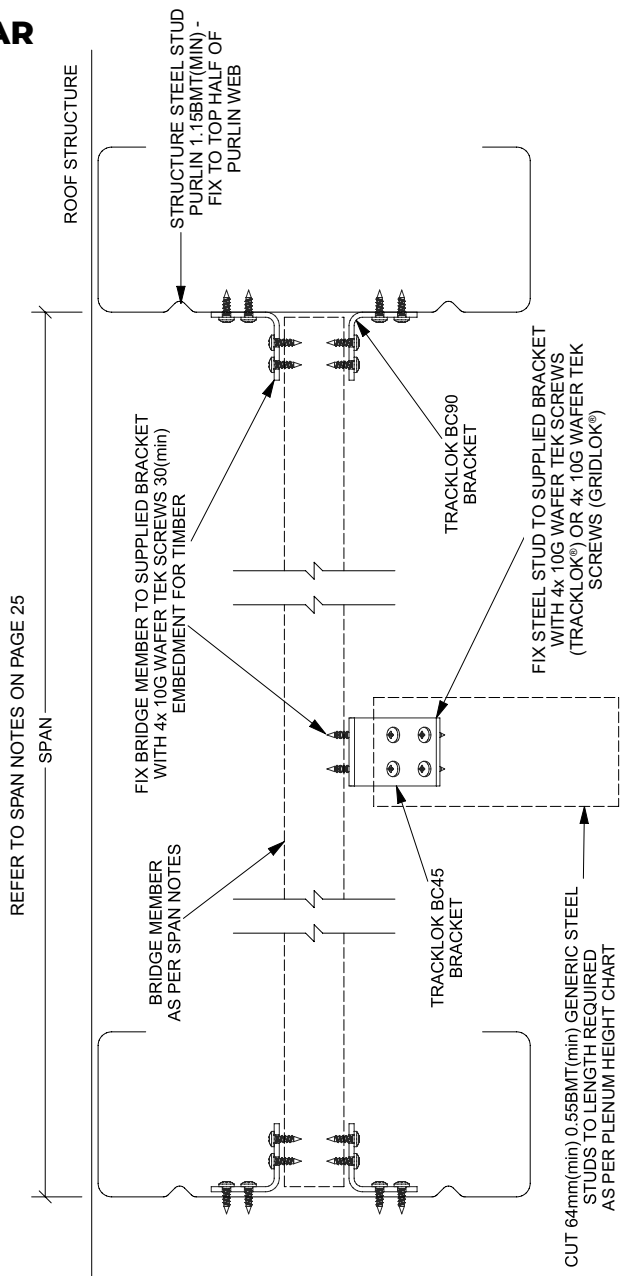 AR
ROOF STRUCTURE
STRUCTURE STEEL STUD
PURLIN 1.15BMT(MIN) -
FIX TO TOP HALF OF
PURLIN WEB
REFER TO SPAN NOTES ON PAGE 25
SPAN
FIX BRIDGE MEMBER TO SUPPLIED BRACKET
WITH 4x 10G WAFER TEK SCREWS 30(min)
EMBEDMENT FOR TIMBER
BRIDGE MEMBER
AS PER SPAN NOTES
TRACKLOK BC90
BRACKET
FIX STEEL STUD TO SUPPLIED BRACKET
WITH 4x 10G WAFER TEK SCREWS
(TRACKLOK®) OR 4x 10G WAFER TEK
SCREWS (GRIDLOK®)
TRACKLOK BC45
BRACKET
CUT 64mm(min) 0.55BMT(min) GENERIC STEEL
STUDS TO LENGTH REQUIRED
AS PER PLENUM HEIGHT CHART